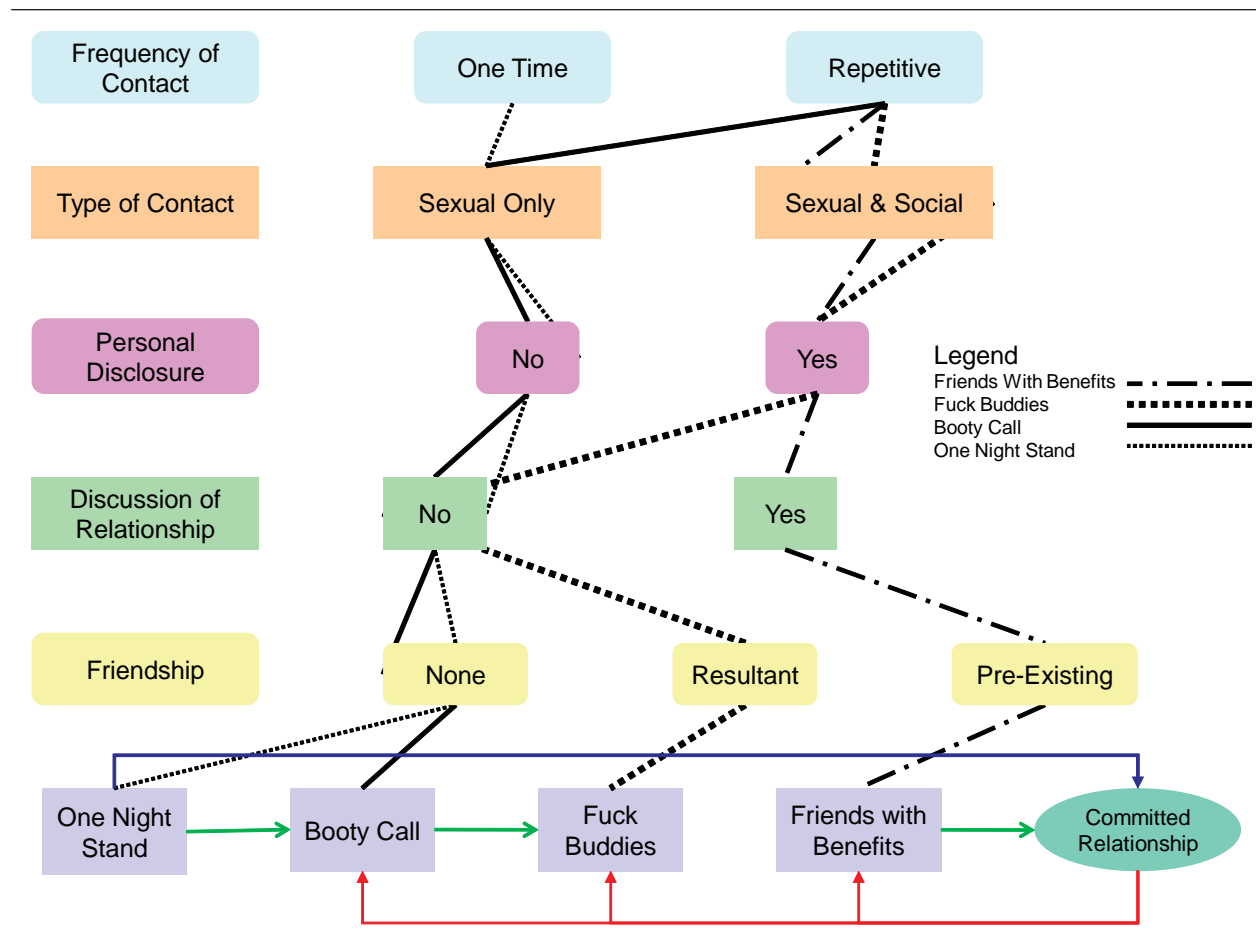 Frequency of
Contact
One Time
Repetitive
Type of Contact
Sexual Only
Sexual & Social
Personal
Disclosure
No
Yes
Legend
Friends With Benefits
Fuck Buddies
Booty Call
One Night Stand
Discussion of
Relationship
No
Yes
Friendship
None
Resultant
Pre-Existing
One Night
Stand
Booty Call
Fuck
Buddies
Friends with
Benefits
Committed
Relationship